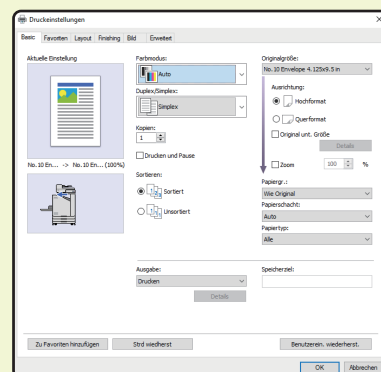 Druckeinstellungen
Basic Favoriten Layout Finishing Bild Erweitert
Aktuelle Einstellung
No. 10 En... -> No. 10 En... (100%)
Farbmodus:
Auto
Duplex/Simplex:
Simplex
Kopien:
1
Drucken und Pause
Sortieren:
Sortiert
Unsortiert
Ausgabe:
Drucken
Details
Originalgröße:
No. 10 Envelope 4.125x9.5 in
Ausrichtung:
Hochformat
Querformat
Original unt. Größe
Details
Zoom 100 %
Papiergr.:
Wie Original
Papierschacht:
Auto
Papiertyp:
Alle
Speicherziel:
Zu Favoriten hinzufügen Strd wiedherst Benutzerein. wiederherst.
OK Abbrechen